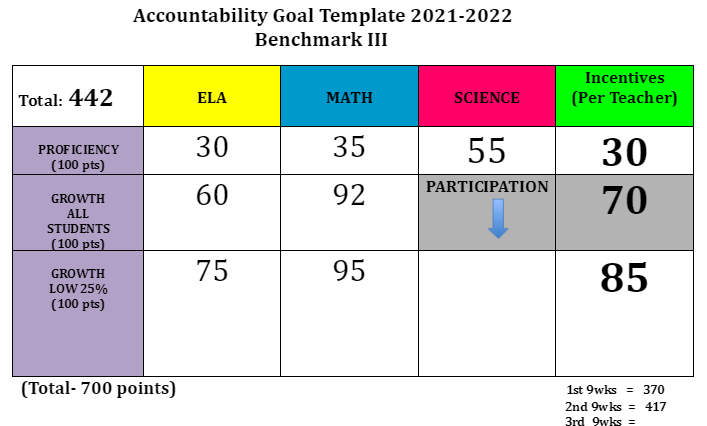 Accountability Goal Template 2021-2022
Benchmark III
Total: 442
ELA
MATH
SCIENCE
Incentives
(Per Teacher)
PROFICIENCY
(100 pts)
30
35
55
30
GROWTH
ALL
STUDENTS
(100 pts)
60
92
PARTICIPATION
70
GROWTH
LOW 25%
(100 pts)
75
95
85
(Total- 700 points)
1st 9wks = 370
2nd 9wks = 417
3rd 9wks =